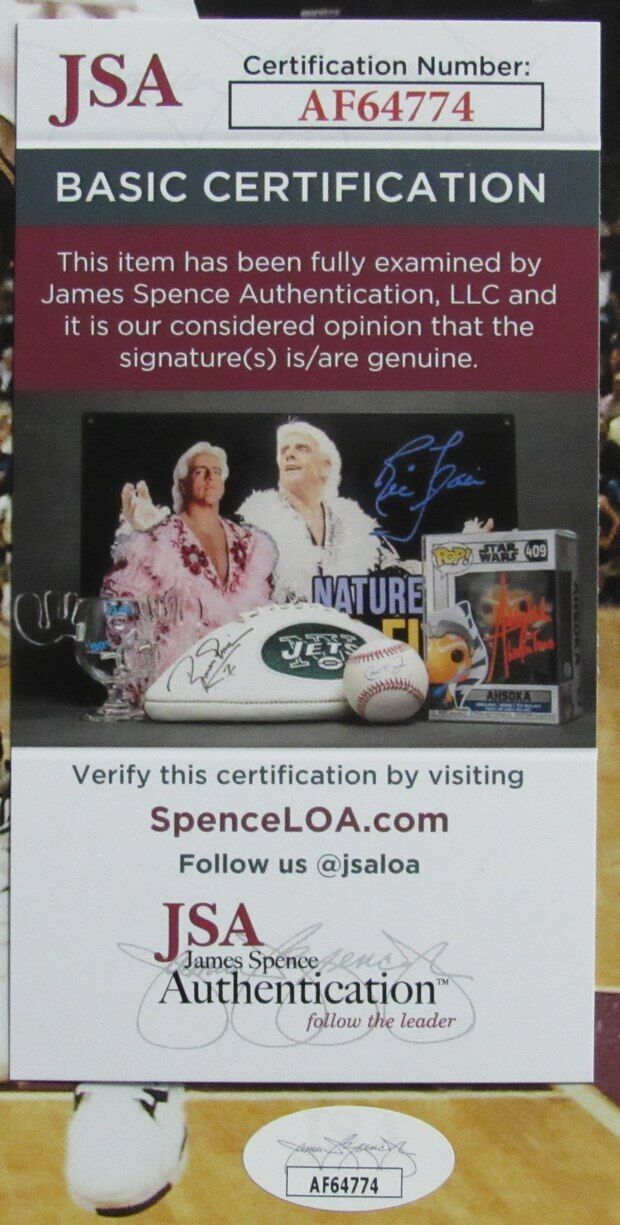 JSA
Certification Number:
AF64774
BASIC CERTIFICATION
This item has been fully examined by
James Spence Authentication, LLC and
it is our considered opinion that the
signature(s) is/are genuine.
NATURE
JETS
POP!
STAR
WARS
409
AHSOKA
Verify this certification by visiting
SpenceLOA.com
Follow us @jsaloa
JSA
James Spence
Authentication™
follow the leader
AF64774